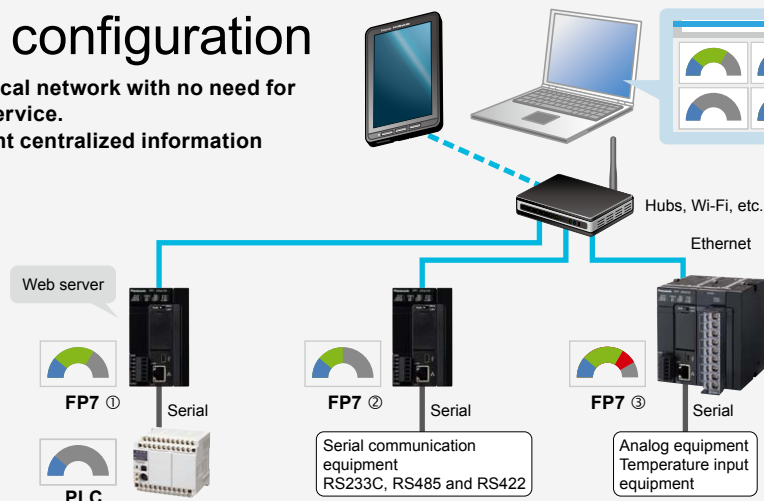 configuration
cal network with no need for
ervice.
nt centralized information
Hubs, Wi-Fi, etc.
Ethernet
Web server
FP7 ①
Serial
FP7 ②
Serial
FP7 ③
Serial
PLC
Serial communication
equipment
RS233C, RS485 and RS422
Analog equipment
Temperature input
equipment